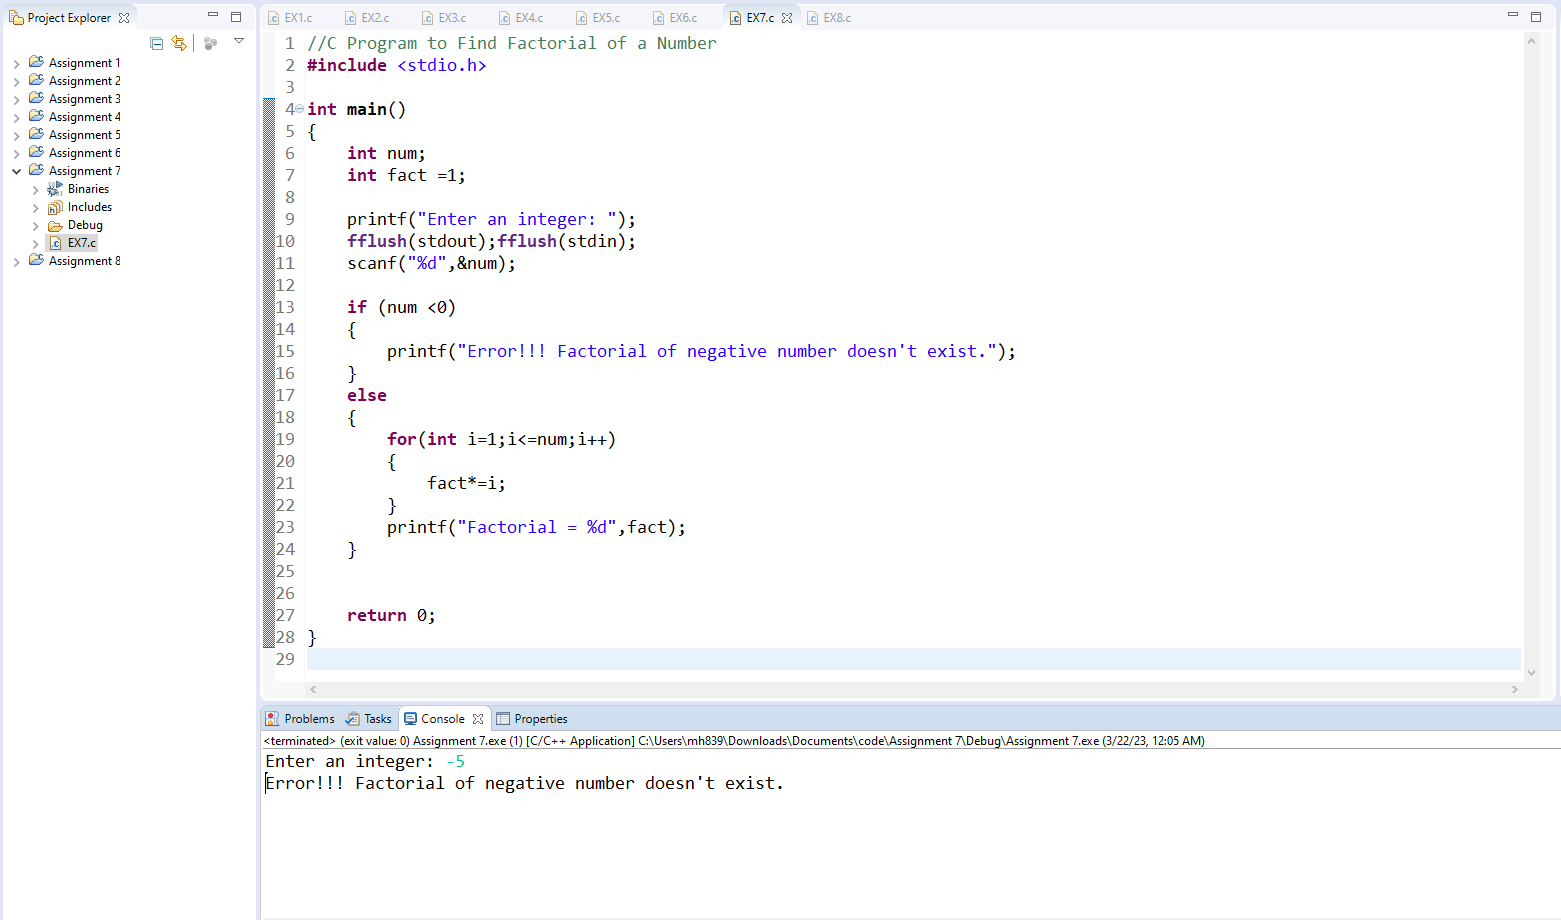 Project Explorer
Assignment 1
Assignment 2
Assignment 3
Assignment 4
Assignment 5
Assignment 6
Assignment 7
Binaries
Includes
Debug
EX7.c
Assignment 8
EX1.c EX2.c EX3.c EX4.c EX5.c EX6.c EX7.c EX8.c
1 //C Program to Find Factorial of a Number
2 #include <stdio.h>
3
4 int main()
5 {
6 int num;
7 int fact =1;
8
9 printf("Enter an integer: ");
10 fflush(stdout);fflush(stdin);
11 scanf("%d",&num);
12
13 if (num <0)
14 {
15 printf("Error!!! Factorial of negative number doesn't exist.");
16 }
17 else
18 {
19 for(int i=1;i<=num;i++)
20 {
21 fact*=i;
22 }
23 printf("Factorial = %d",fact);
24 }
25
26
27 return 0;
28 }
29
Problems Tasks Console Properties
<terminated> (exit value: 0) Assignment 7.exe (1) [C/C++ Application] C:\Users\mh839\Downloads\Documents\code\Assignment 7\Debug\Assignment 7.exe (3/22/23, 12:05 AM)
Enter an integer: -5
Error!!! Factorial of negative number doesn't exist.